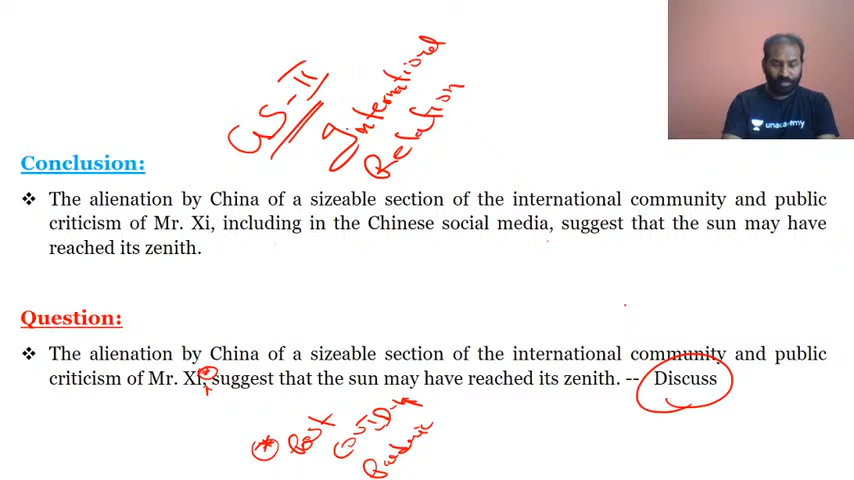 GS-II
International
Relation
unacademy
Conclusion:
❖ The alienation by China of a sizeable section of the international community and public
criticism of Mr. Xi, including in the Chinese social media, suggest that the sun may have
reached its zenith.
Question:
❖ The alienation by China of a sizeable section of the international community and public
criticism of Mr. Xi, suggest that the sun may have reached its zenith. -- Discuss